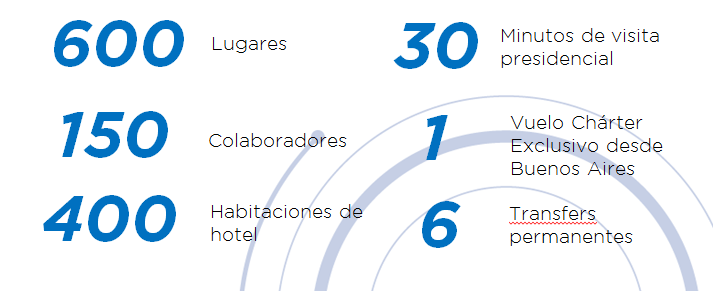 600 Lugares
150 Colaboradores
400 Habitaciones de
hotel
30 Minutos de visita
presidencial
1 Vuelo Chárter
Exclusivo desde
Buenos Aires
6 Transfers
permanentes